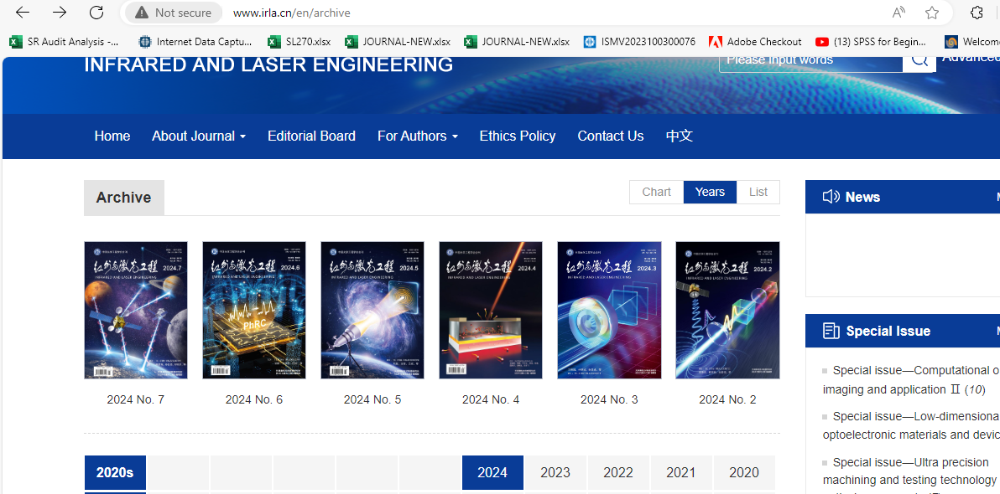 Not secure
www.irla.cn/en/archive
SR Audit Analysis -...
Internet Data Captu...
SL270.xlsx
JOURNAL-NEW.xlsx
JOURNAL-NEW.xlsx
ISMV2023100300076
Adobe Checkout
(13) SPSS for Begin...
Welcome
INFRARED AND LASER ENGINEERING
Please input words
Advanced
Home
About Journal
Editorial Board
For Authors
Ethics Policy
Contact Us
中文
Archive
Chart
Years
List
红外与激光工程 2024.7
INFRARED AND LASER ENGINEERING
红外与激光工程 2024.6
INFRARED AND LASER ENGINEERING
PhRC
红外与激光工程 2024.5
INFRARED AND LASER ENGINEERING
红外与激光工程 2024.4
INFRARED AND LASER ENGINEERING
红外与激光工程 2024.3
INFRARED AND LASER ENGINEERING
红外与激光工程 2024.2
INFRARED AND LASER ENGINEERING
2024 No. 7
2024 No. 6
2024 No. 5
2024 No. 4
2024 No. 3
2024 No. 2
2020s
2024
2023
2022
2021
2020
News
Special Issue
Special issue—Computational o
imaging and application Ⅱ (10)
Special issue—Low-dimensiona
optoelectronic materials and devic
Special issue—Ultra precision
machining and testing technology